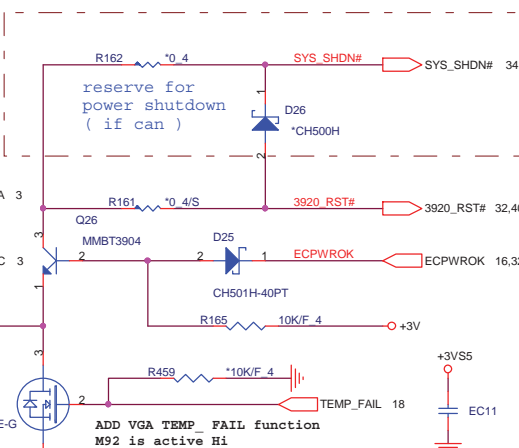 R162 *0_4 SYS_SHDN# SYS_SHDN# 34
reserve for
power shutdown
( if can )
1
D26
*CH500H
2
A 3 R161 *0_4/S 3920_RST# 3920_RST# 32,40
3 Q26
MMBT3904 D25
C 3 2 2 1 ECPWROK ECPWROK 16,32
1 CH501H-40PT
R165 10K/F_4 +3V
3 +3VS5
R459 *10K/F_4
2 TEMP_FAIL 18 EC11
E-G ADD VGA TEMP_ FAIL function
M92 is active Hi